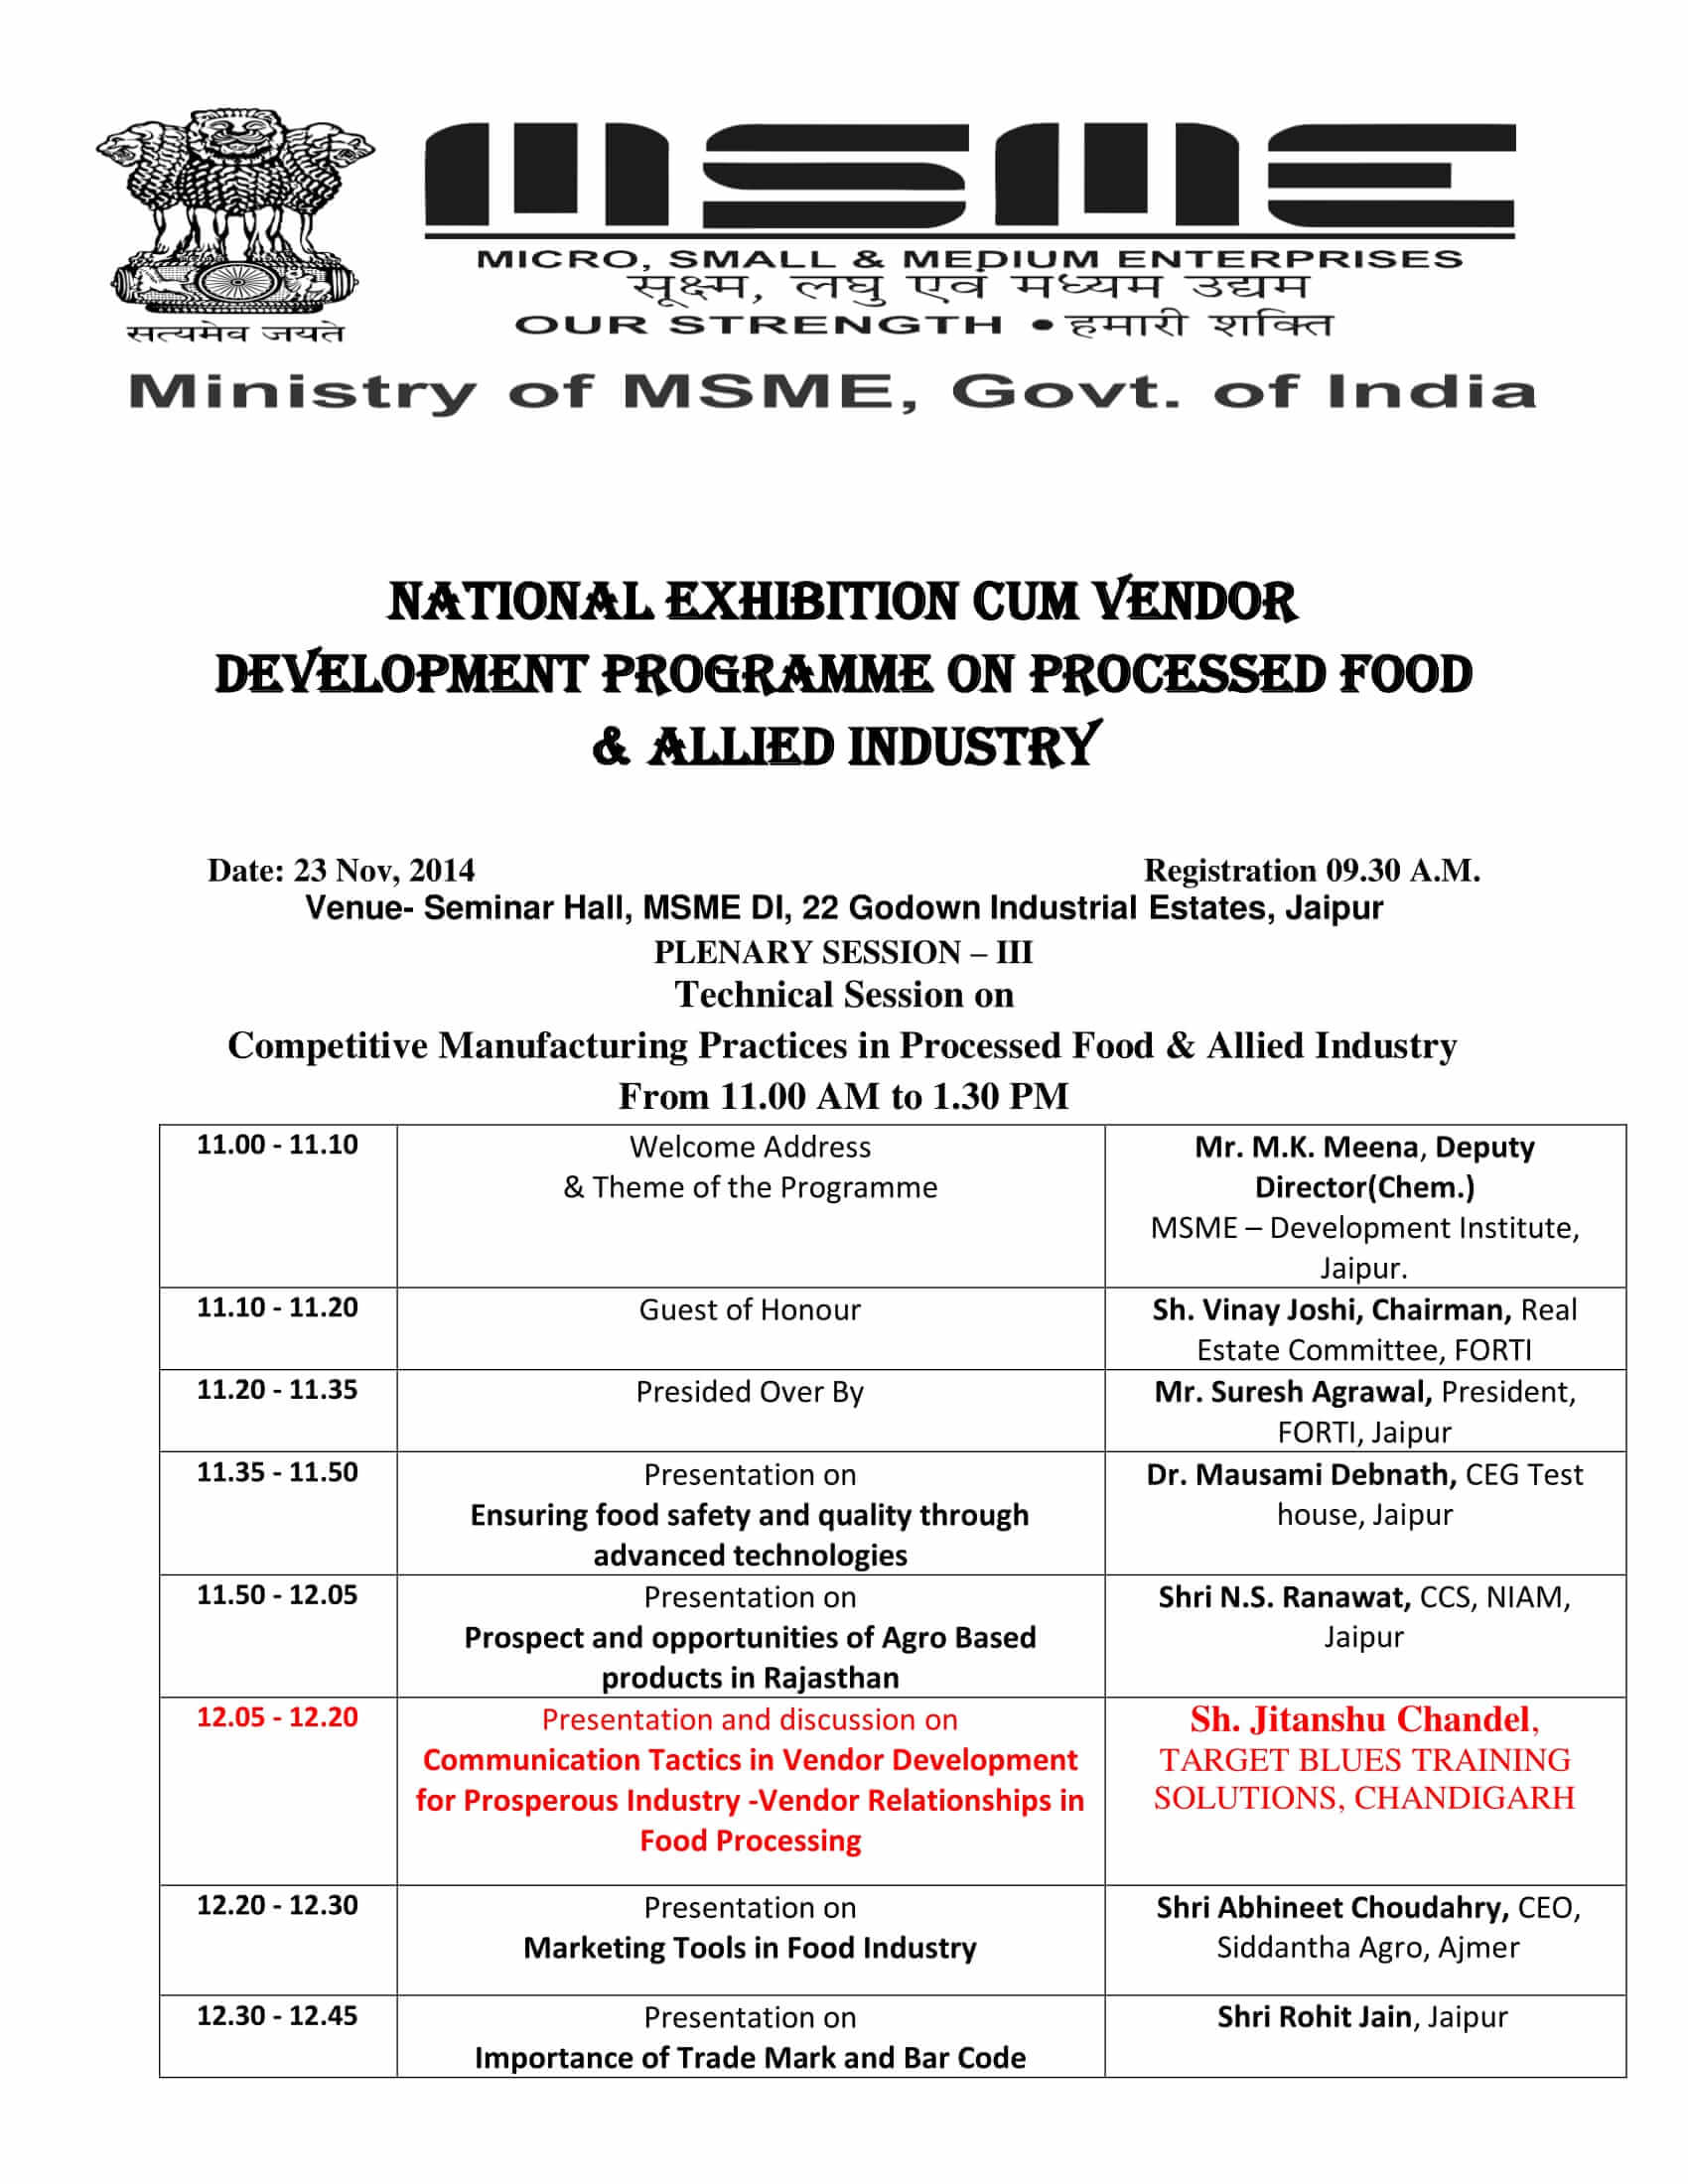 MSME
MICRO, SMALL & MEDIUM ENTERPRISES
सूक्ष्म, लघु एवं मध्यम उद्यम
सत्यमेव जयते
OUR STRENGTH • हमारी शक्ति
Ministry of MSME, Govt. of India
NATIONAL EXHIBITION CUM VENDOR
DEVELOPMENT PROGRAMME ON PROCESSED FOOD
& ALLIED INDUSTRY
Date: 23 Nov, 2014 Registration 09.30 A.M.
Venue- Seminar Hall, MSME DI, 22 Godown Industrial Estates, Jaipur
PLENARY SESSION – III
Technical Session on
Competitive Manufacturing Practices in Processed Food & Allied Industry
From 11.00 AM to 1.30 PM
11.00 - 11.10
Welcome Address
& Theme of the Programme
Mr. M.K. Meena, Deputy
Director(Chem.)
MSME – Development Institute,
Jaipur.
11.10 - 11.20
Guest of Honour
Sh. Vinay Joshi, Chairman, Real
Estate Committee, FORTI
11.20 - 11.35
Presided Over By
Mr. Suresh Agrawal, President,
FORTI, Jaipur
11.35 - 11.50
Presentation on
Ensuring food safety and quality through
advanced technologies
Dr. Mausami Debnath, CEG Test
house, Jaipur
11.50 - 12.05
Presentation on
Prospect and opportunities of Agro Based
products in Rajasthan
Shri N.S. Ranawat, CCS, NIAM,
Jaipur
12.05 - 12.20
Presentation and discussion on
Communication Tactics in Vendor Development
for Prosperous Industry -Vendor Relationships in
Food Processing
Sh. Jitanshu Chandel,
TARGET BLUES TRAINING
SOLUTIONS, CHANDIGARH
12.20 - 12.30
Presentation on
Marketing Tools in Food Industry
Shri Abhineet Choudahry, CEO,
Siddantha Agro, Ajmer
12.30 - 12.45
Presentation on
Importance of Trade Mark and Bar Code
Shri Rohit Jain, Jaipur